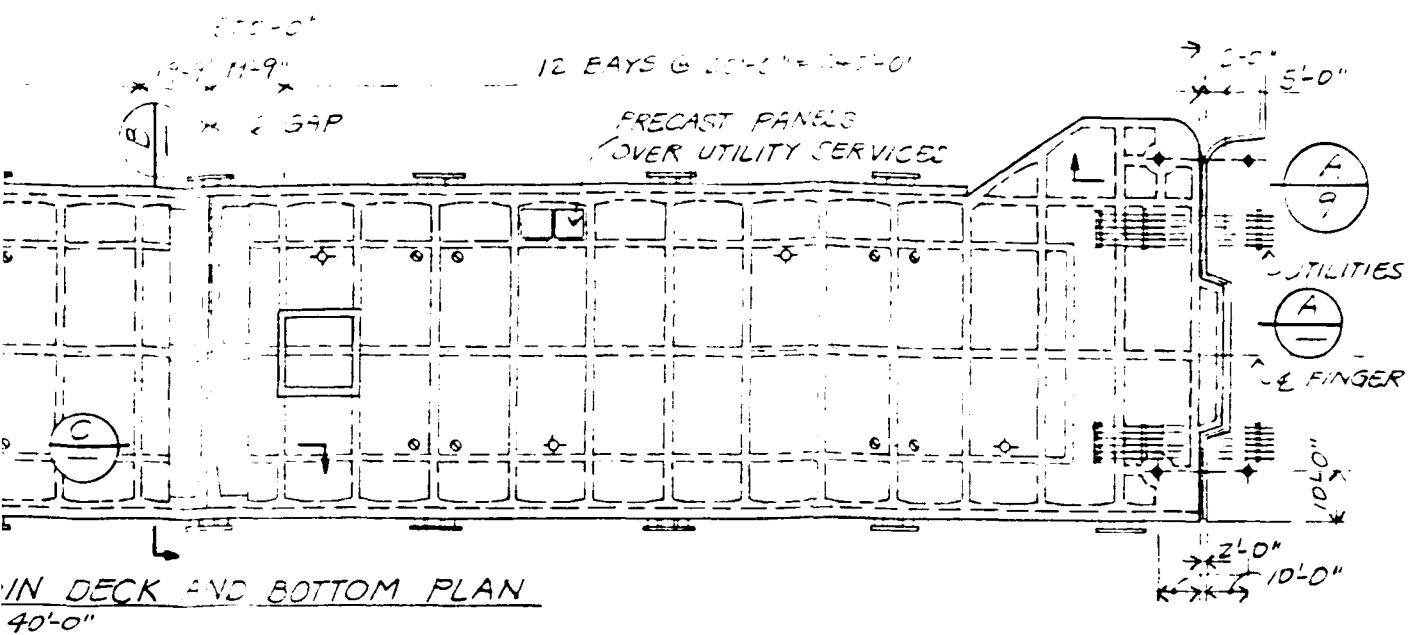 11'-9"
12 BAYS @
5'-0"
GAP
B
PRECAST PANELS
OVER UTILITY SERVICES
A
9
UTILITIES
A
℄ FINGER
C
10'-0"
2'-0"
10'-0"
IN DECK AND BOTTOM PLAN
40'-0"